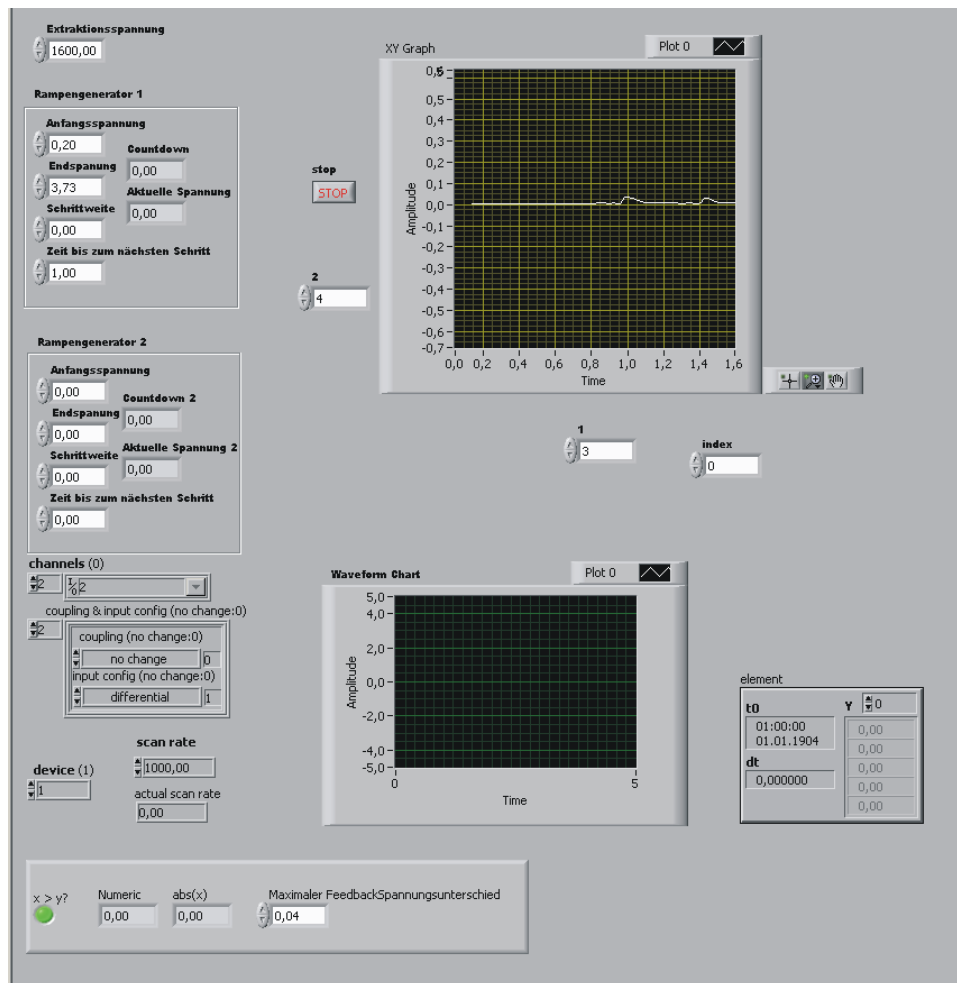 Extraktionsspannung
1600,00
Rampengenerator 1
Anfangsspannung
0,20
Countdown
0,00
Endspanung
3,73
Aktuelle Spannung
0,00
Schrittweite
0,00
Zeit bis zum nächsten Schritt
1,00
stop
STOP
2
4
XY Graph
Plot 0
0,5
0,4
0,3
0,2
0,1
0,0
-0,1
-0,2
-0,3
-0,4
-0,5
-0,6
-0,7
Amplitude
0,0 0,2 0,4 0,6 0,8 1,0 1,2 1,4 1,6
Time
Rampengenerator 2
Anfangsspannung
0,00
Countdown 2
0,00
Endspanung
0,00
Aktuelle Spannung 2
0,00
Schrittweite
0,00
Zeit bis zum nächsten Schritt
0,00
1
3
index
0
channels (0)
2 I/0 2
coupling & input config (no change:0)
2
coupling (no change:0)
no change 0
input config (no change:0)
differential 1
scan rate
1000,00
device (1)
1
actual scan rate
0,00
Waveform Chart
Plot 0
5,0
4,0
2,0
0,0
-2,0
-4,0
-5,0
Amplitude
0 5
Time
element
t0
01:00:00
01.01.1904
dt
0,000000
Y 0
0,00
0,00
0,00
0,00
0,00
x > y?
Numeric
0,00
abs(x)
0,00
Maximaler FeedbackSpannungsunterschied
0,04